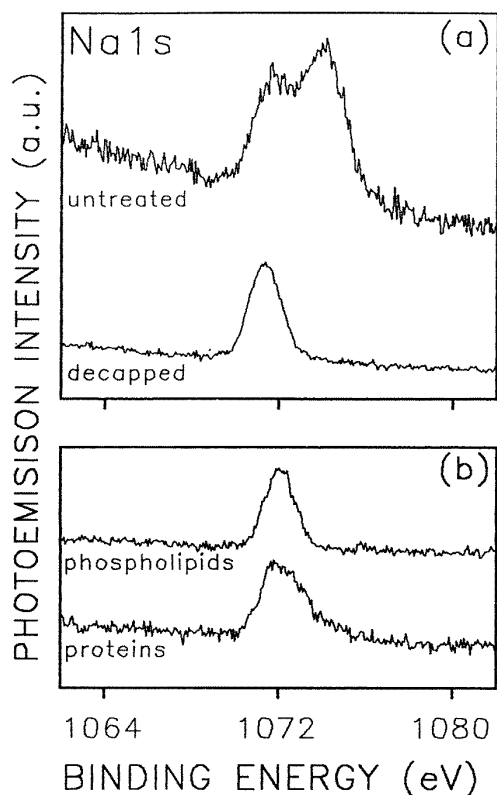 Na1s
(a)
untreated
decapped
(b)
phospholipids
proteins
1064 1072 1080
BINDING ENERGY (eV)
PHOTOEMISISON INTENSITY (a.u.)